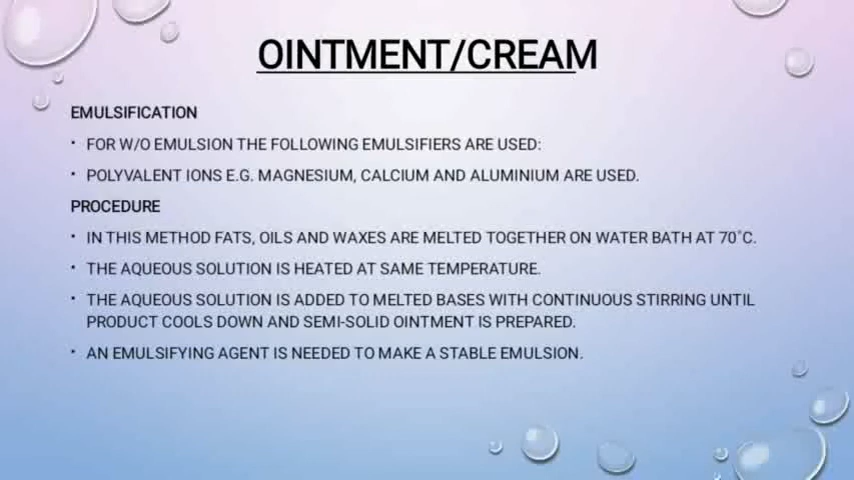 OINTMENT/CREAM
EMULSIFICATION
• FOR W/O EMULSION THE FOLLOWING EMULSIFIERS ARE USED:
• POLYVALENT IONS E.G. MAGNESIUM, CALCIUM AND ALUMINIUM ARE USED.
PROCEDURE
• IN THIS METHOD FATS, OILS AND WAXES ARE MELTED TOGETHER ON WATER BATH AT 70˚C.
• THE AQUEOUS SOLUTION IS HEATED AT SAME TEMPERATURE.
• THE AQUEOUS SOLUTION IS ADDED TO MELTED BASES WITH CONTINUOUS STIRRING UNTIL
PRODUCT COOLS DOWN AND SEMI-SOLID OINTMENT IS PREPARED.
• AN EMULSIFYING AGENT IS NEEDED TO MAKE A STABLE EMULSION.